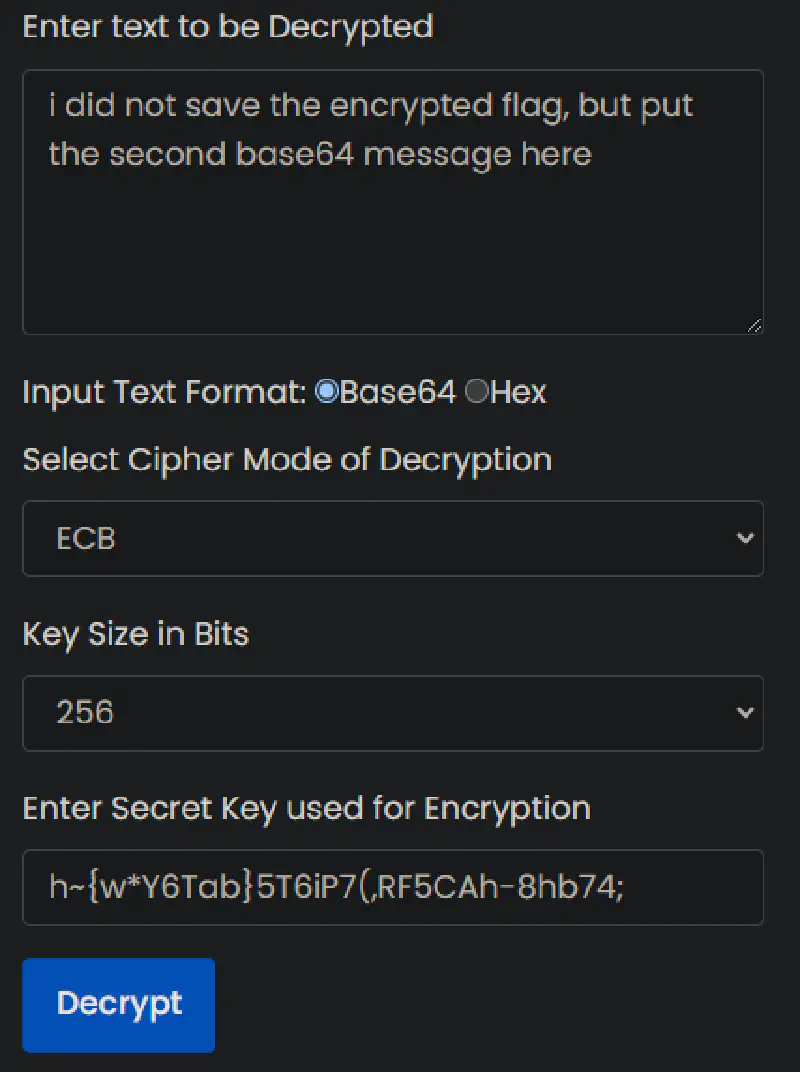 Enter text to be Decrypted
i did not save the encrypted flag, but put
the second base64 message here
Input Text Format: Base64 Hex
Select Cipher Mode of Decryption
ECB
Key Size in Bits
256
Enter Secret Key used for Encryption
h~{w*Y6Tab}5T6iP7(,RF5CAh-8hb74;
Decrypt